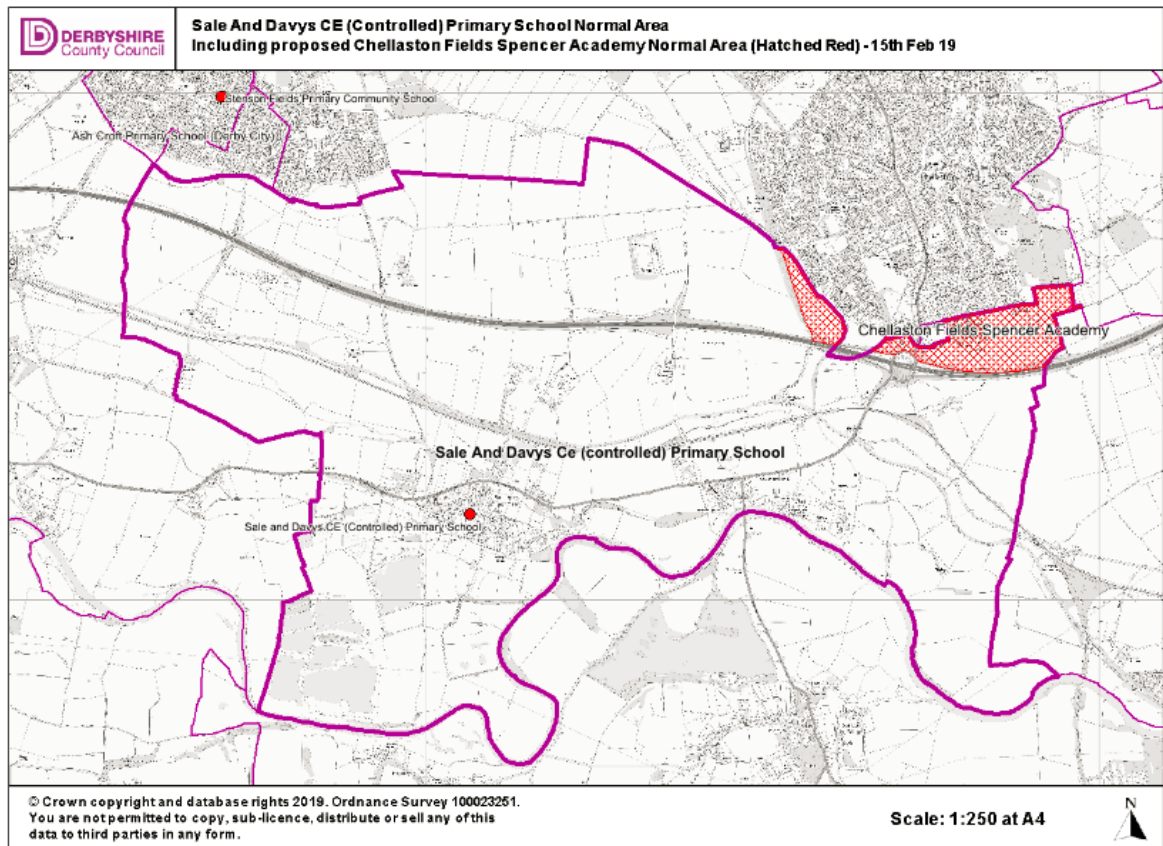 DERBYSHIRE
County Council
Sale And Davys CE (Controlled) Primary School Normal Area
Including proposed Chellaston Fields Spencer Academy Normal Area (Hatched Red) - 15th Feb 19
Stenson Fields Primary Community School
Ash Croft Primary School (Derby City)
Chellaston Fields Spencer Academy
Sale And Davys Ce (controlled) Primary School
Sale and Davys CE (Controlled) Primary School
© Crown copyright and database rights 2019. Ordnance Survey 100023251.
You are not permitted to copy, sub-licence, distribute or sell any of this
data to third parties in any form.
Scale: 1:250 at A4
N